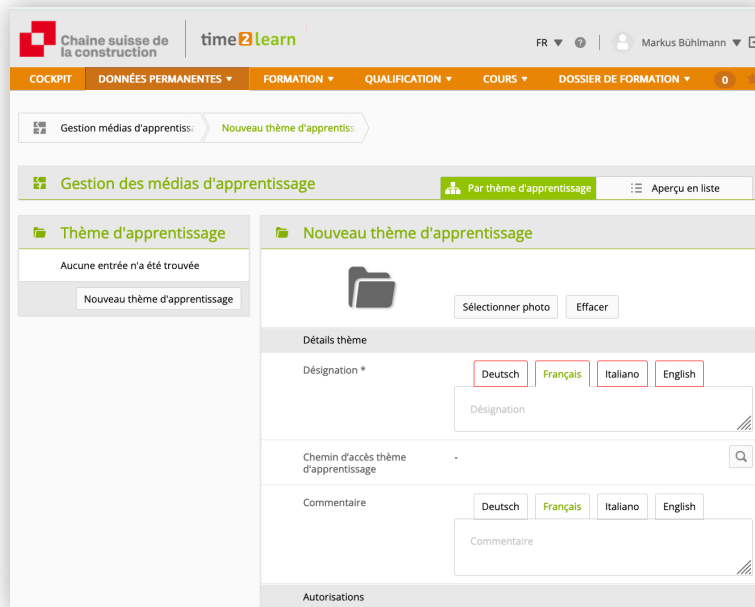 Chaîne suisse de
la construction
time2learn
FR
Markus Bühlmann
COCKPIT DONNÉES PERMANENTES FORMATION QUALIFICATION COURS DOSSIER DE FORMATION 0
Gestion médias d'apprentiss Nouveau thème d'apprentiss
Gestion des médias d'apprentissage
Par thème d'apprentissage Aperçu en liste
Thème d'apprentissage
Aucune entrée n'a été trouvée
Nouveau thème d'apprentissage
Nouveau thème d'apprentissage
Sélectionner photo Effacer
Détails thème
Désignation *
Deutsch Français Italiano English
Désignation
Chemin d'accès thème
d'apprentissage
-
Commentaire
Deutsch Français Italiano English
Commentaire
Autorisations